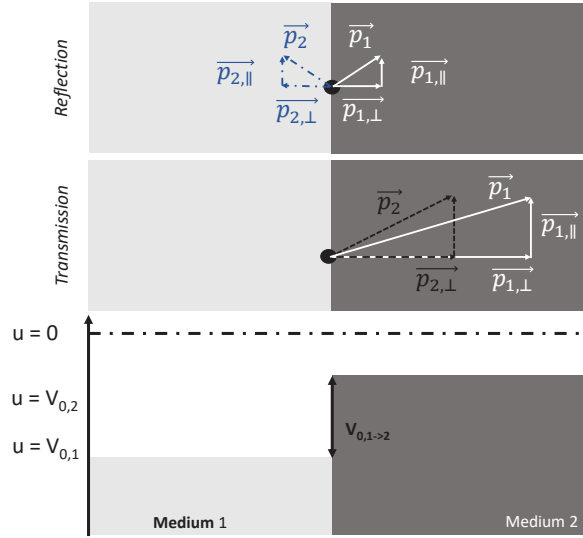 Reflection
p₂
p₁
p₂,∥
p₁,∥
p₂,⊥
p₁,⊥
Transmission
p₂
p₁
p₁,∥
p₂,⊥
p₁,⊥
u = 0
u = V₀,₂
V₀,₁->₂
u = V₀,₁
Medium 1
Medium 2